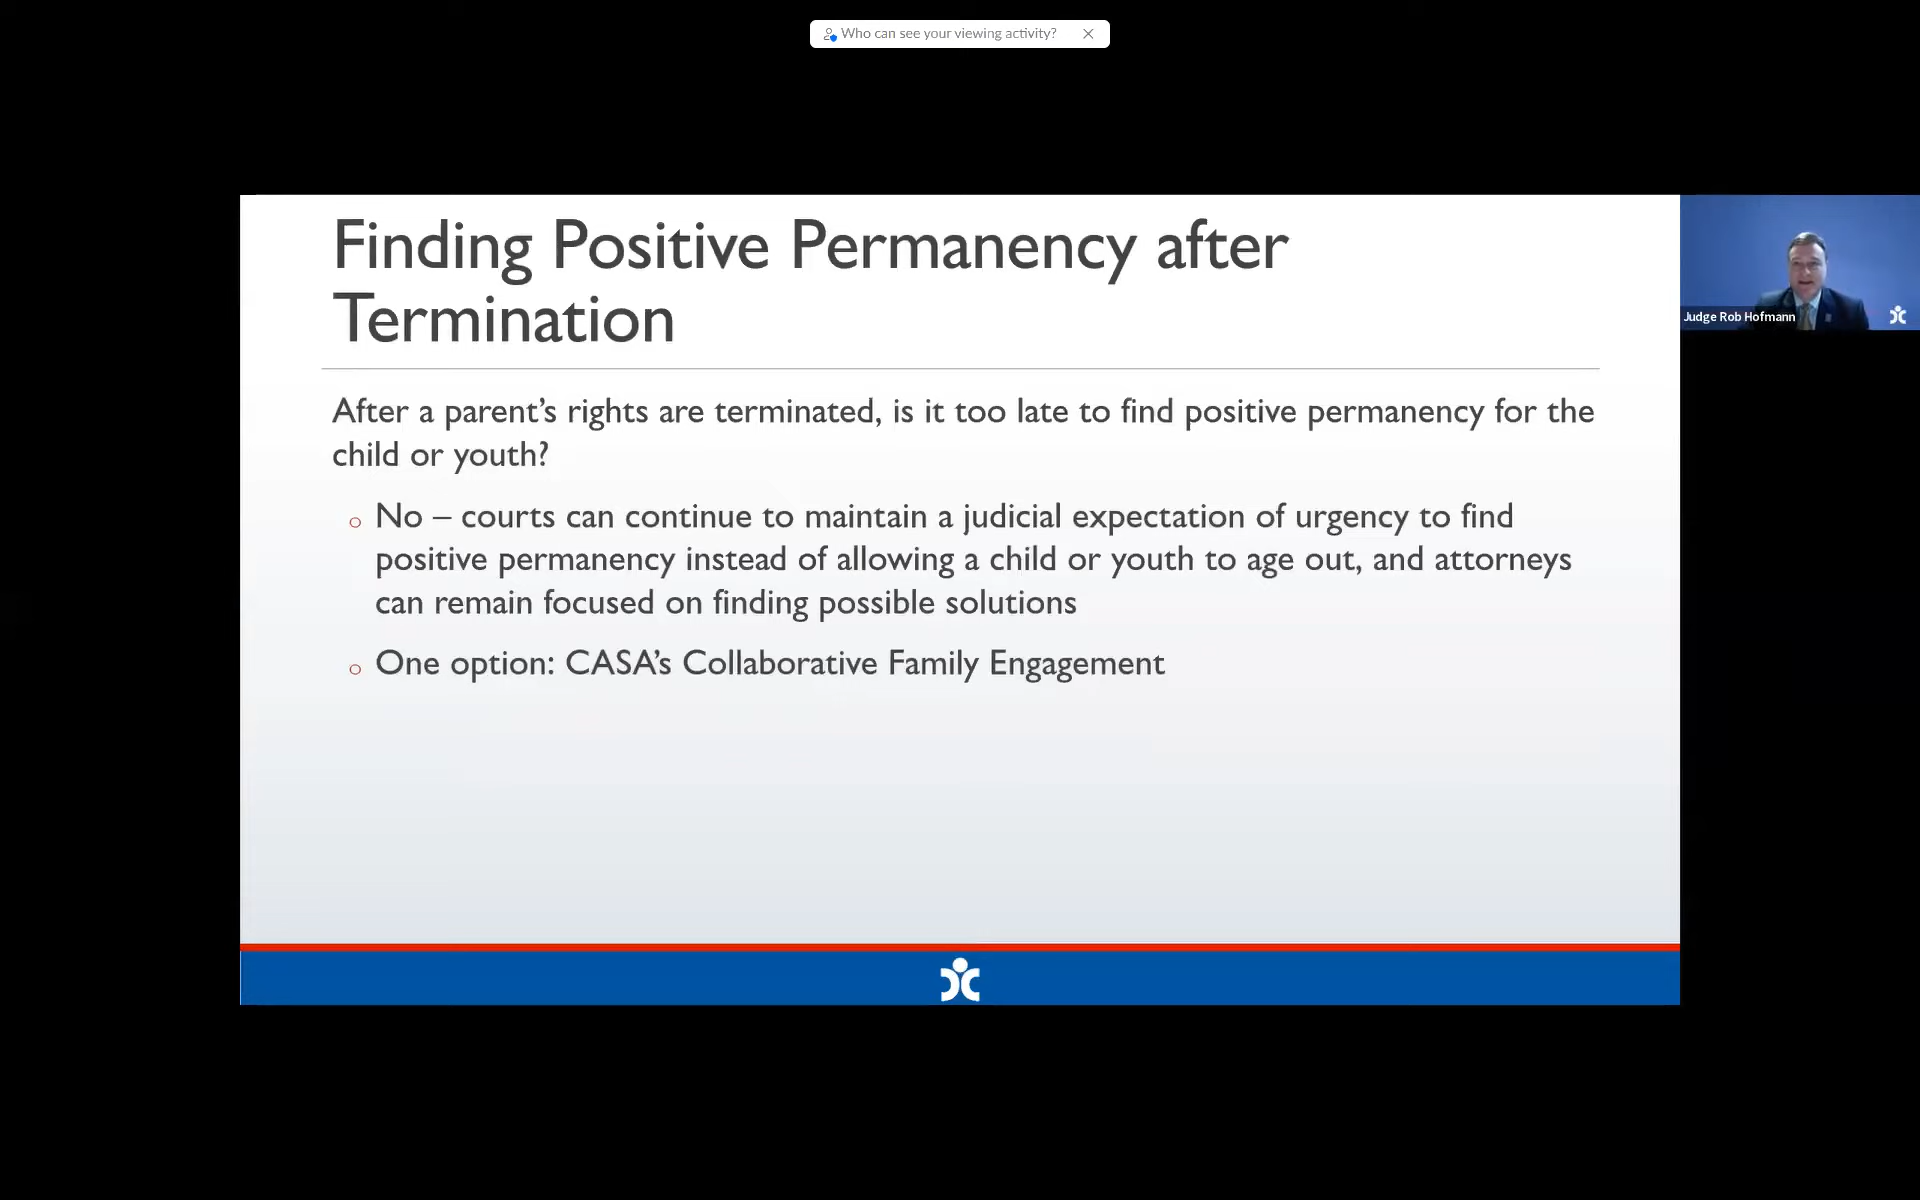 Who can see your viewing activity?
Finding Positive Permanency after
Termination
Judge Rob Hofmann
After a parent’s rights are terminated, is it too late to find positive permanency for the
child or youth?
No – courts can continue to maintain a judicial expectation of urgency to find
positive permanency instead of allowing a child or youth to age out, and attorneys
can remain focused on finding possible solutions
One option: CASA’s Collaborative Family Engagement